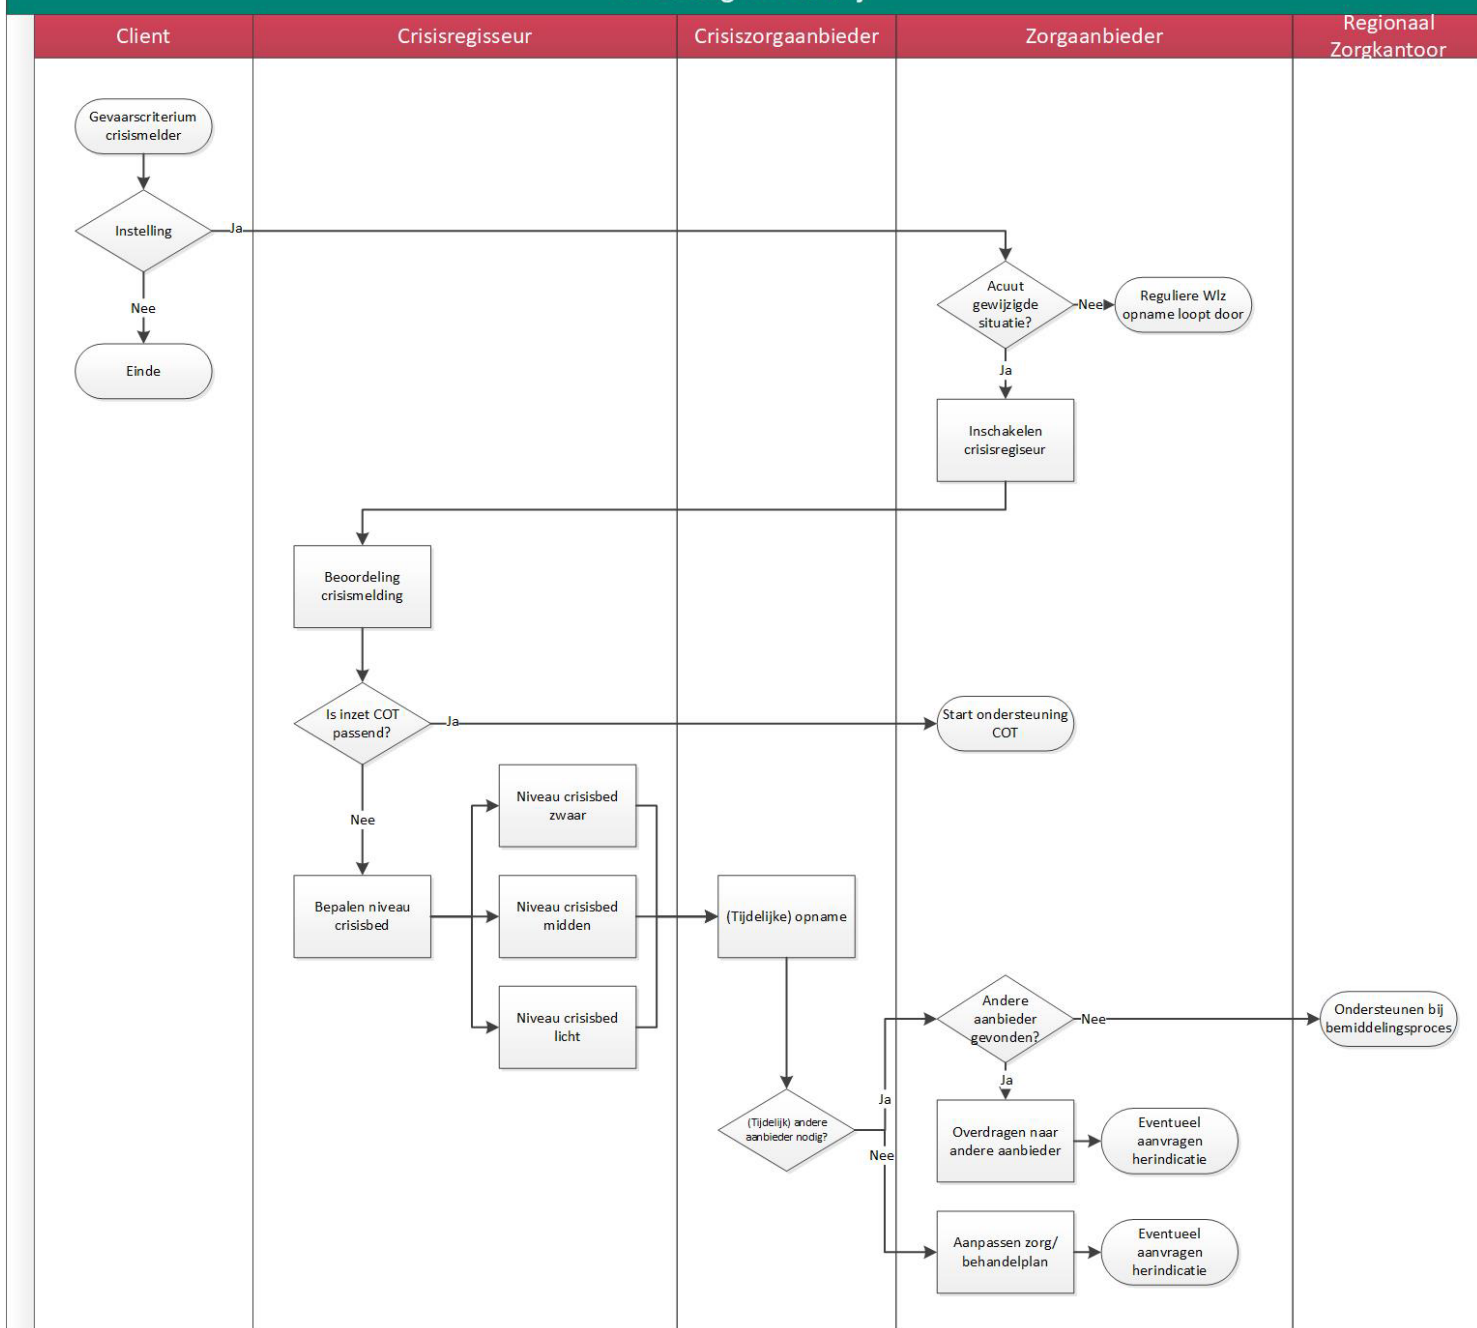 Client
Crisisregisseur
Crisiszorgaanbieder
Zorgaanbieder
Regionaal
Zorgkantoor
Gevaarscriterium
crisismelder
Instelling
Ja
Nee
Einde
Acuut
gewijzigde
situatie?
Nee
Reguliere Wlz
opname loopt door
Ja
Inschakelen
crisisregiseur
Beoordeling
crisismelding
Is inzet COT
passend?
Ja
Start ondersteuning
COT
Nee
Niveau crisisbed
zwaar
Bepalen niveau
crisisbed
Niveau crisisbed
midden
(Tijdelijke) opname
Niveau crisisbed
licht
Andere
aanbieder
gevonden?
Nee
Ondersteunen bij
bemiddelingsproces
Ja
Ja
(Tijdelijk) andere
aanbieder nodig?
Nee
Overdragen naar
andere aanbieder
Eventueel
aanvragen
herindicatie
Aanpassen zorg/
behandelplan
Eventueel
aanvragen
herindicatie